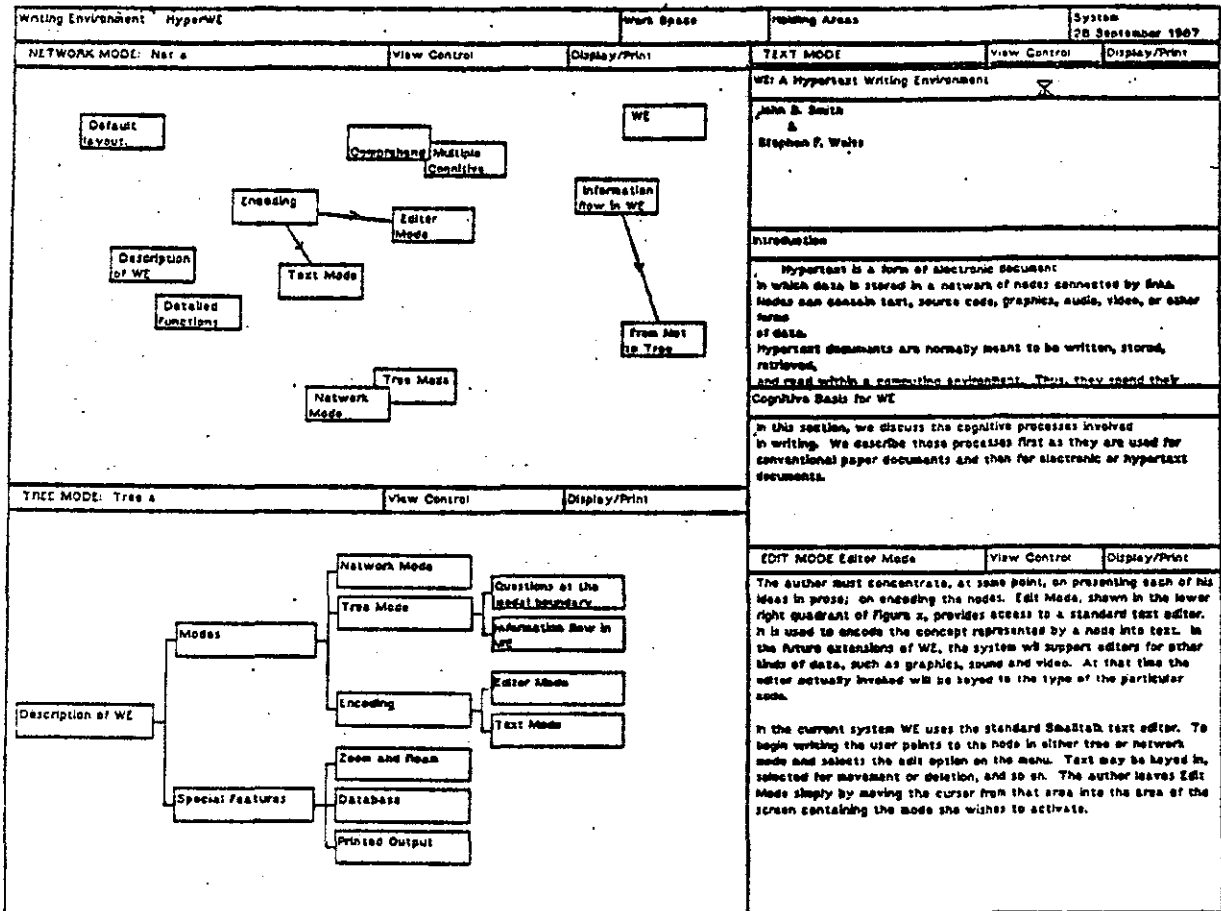 Writing Environment HyperWE
Work Space
Holding Areas
System
28 September 1987
NETWORK MODE: Net a
View Control
Display/Print
Default
layout.
Comprehend
Multiple
Cognitive
WE
Encoding
Editor
Mode
Information
flow in WE
Description
of WE
Text Mode
Detailed
Functions
From Net
to Tree
Tree Mode
Network
Mode
TREE MODE: Tree a
View Control
Display/Print
Description of WE
Modes
Special Features
Network Mode
Tree Mode
Encoding
Zoom and Roam
Database
Printed Output
Questions at the
modal boundary
Information flow in
WE
Editor Mode
Text Mode
TEXT MODE
View Control
Display/Print
WE: A Hypertext Writing Environment
John B. Smith
&
Stephen F. Weiss
Introduction
Hypertext is a form of electronic document
in which data is stored in a network of nodes connected by links.
Nodes can contain text, source code, graphics, audio, video, or other
forms
of data.
Hypertext documents are normally meant to be written, stored,
retrieved,
and read within a computing environment. Thus, they spend their
Cognitive Basis for WE
In this section, we discuss the cognitive processes involved
in writing. We describe those processes first as they are used for
conventional paper documents and then for electronic or hypertext
documents.
EDIT MODE Editor Mode
View Control
Display/Print
The author must concentrate, at some point, on presenting each of his
ideas in prose; on encoding the nodes. Edit Mode, shown in the lower
right quadrant of Figure x, provides access to a standard text editor.
It is used to encode the concept represented by a node into text. In
the future extensions of WE, the system will support editors for other
kinds of data, such as graphics, sound and video. At that time the
editor actually invoked will be keyed to the type of the particular
node.
In the current system WE uses the standard Smalltalk text editor. To
begin writing the user points to the node in either tree or network
mode and selects the edit option on the menu. Text may be keyed in,
selected for movement or deletion, and so on. The author leaves Edit
Mode simply by moving the cursor from that area into the area of the
screen containing the mode she wishes to activate.